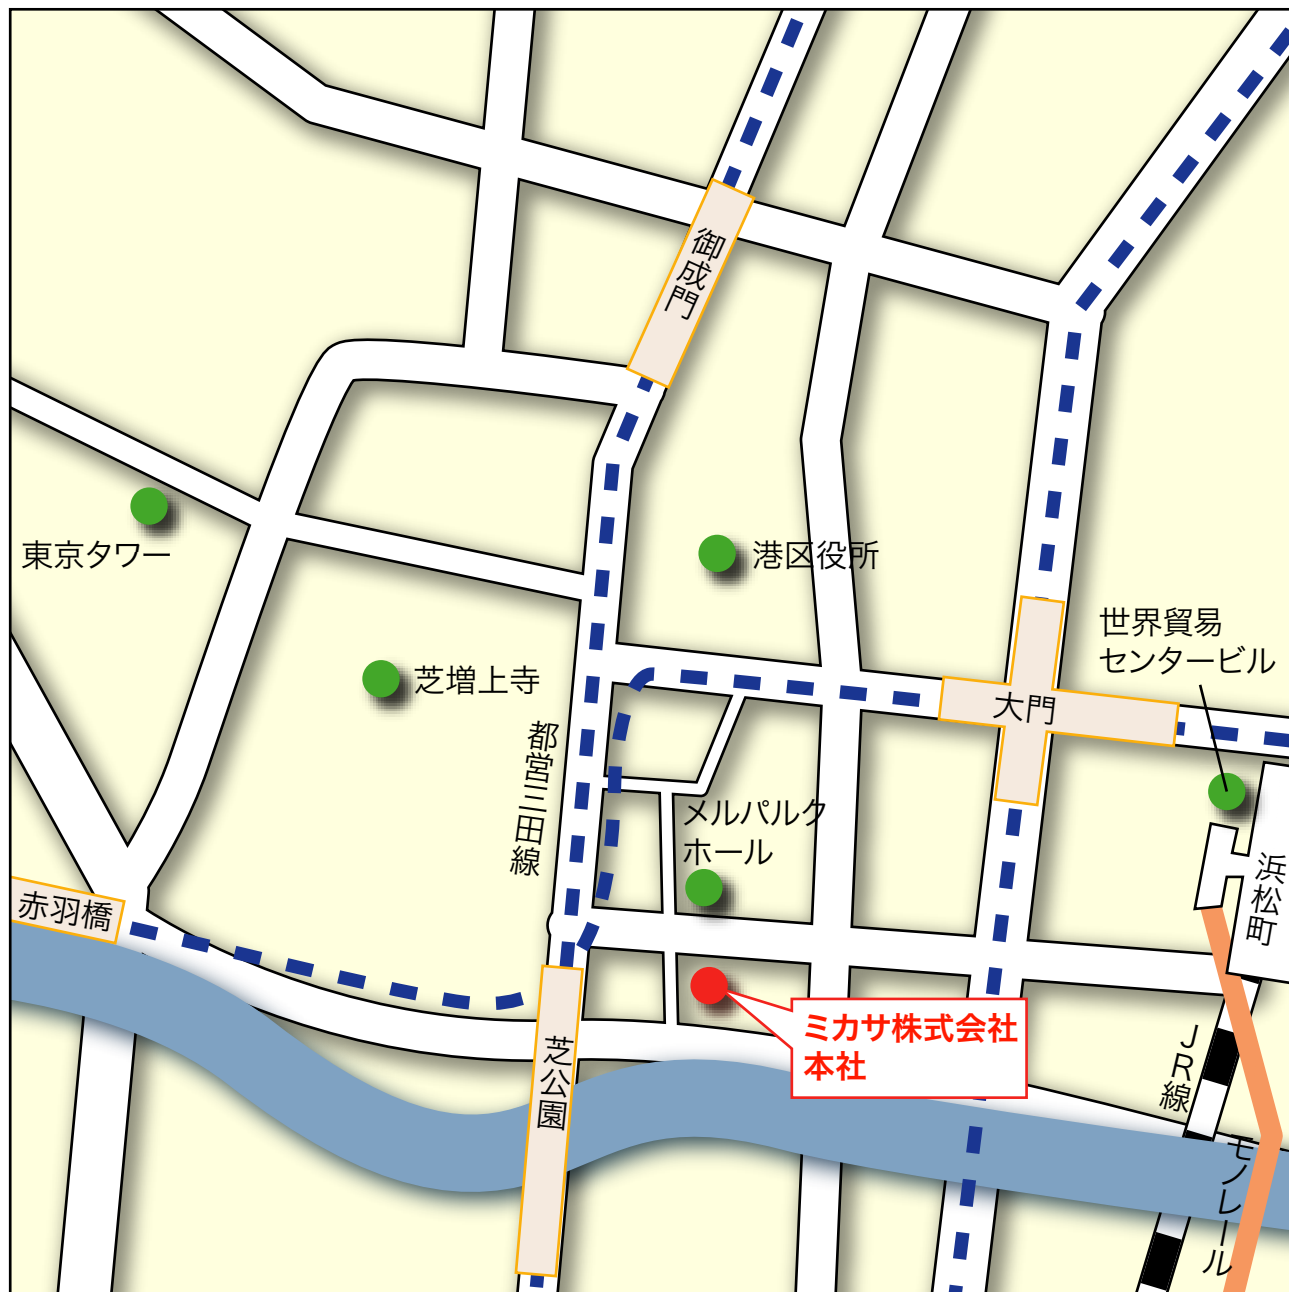 御成門
東京タワー
港区役所
世界貿易
センタービル
芝増上寺
大門
都営三田線
メルパルク
ホール
浜松町
赤羽橋
ミカサ株式会社
本社
芝公園
JR線
モノレール